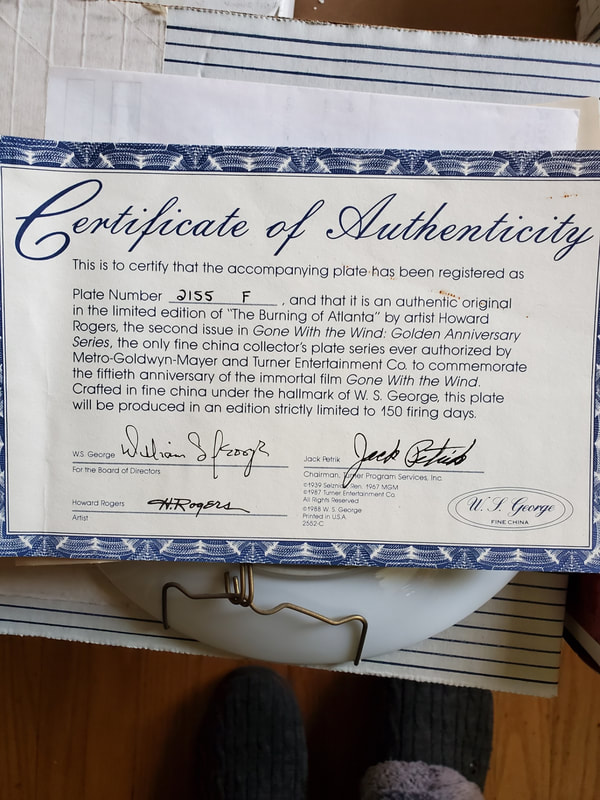 Certificate of Authenticity
This is to certify that the accompanying plate has been registered as
Plate Number 2155 F , and that it is an authentic original
in the limited edition of "The Burning of Atlanta" by artist Howard
Rogers, the second issue in Gone With the Wind: Golden Anniversary
Series, the only fine china collector's plate series ever authorized by
Metro-Goldwyn-Mayer and Turner Entertainment Co. to commemorate
the fiftieth anniversary of the immortal film Gone With the Wind.
Crafted in fine china under the hallmark of W. S. George, this plate
will be produced in an edition strictly limited to 150 firing days.
W.S. George William S George
For the Board of Directors
Howard Rogers H. Rogers
Artist
Jack Petrik Jack Petrik
Chairman, Turner Program Services, Inc.
©1939 Selznick Ren. 1967 MGM
©1987 Turner Entertainment Co.
All Rights Reserved
©1988 W. S. George
Printed in U.S.A.
2552-C
W. S. George
FINE CHINA